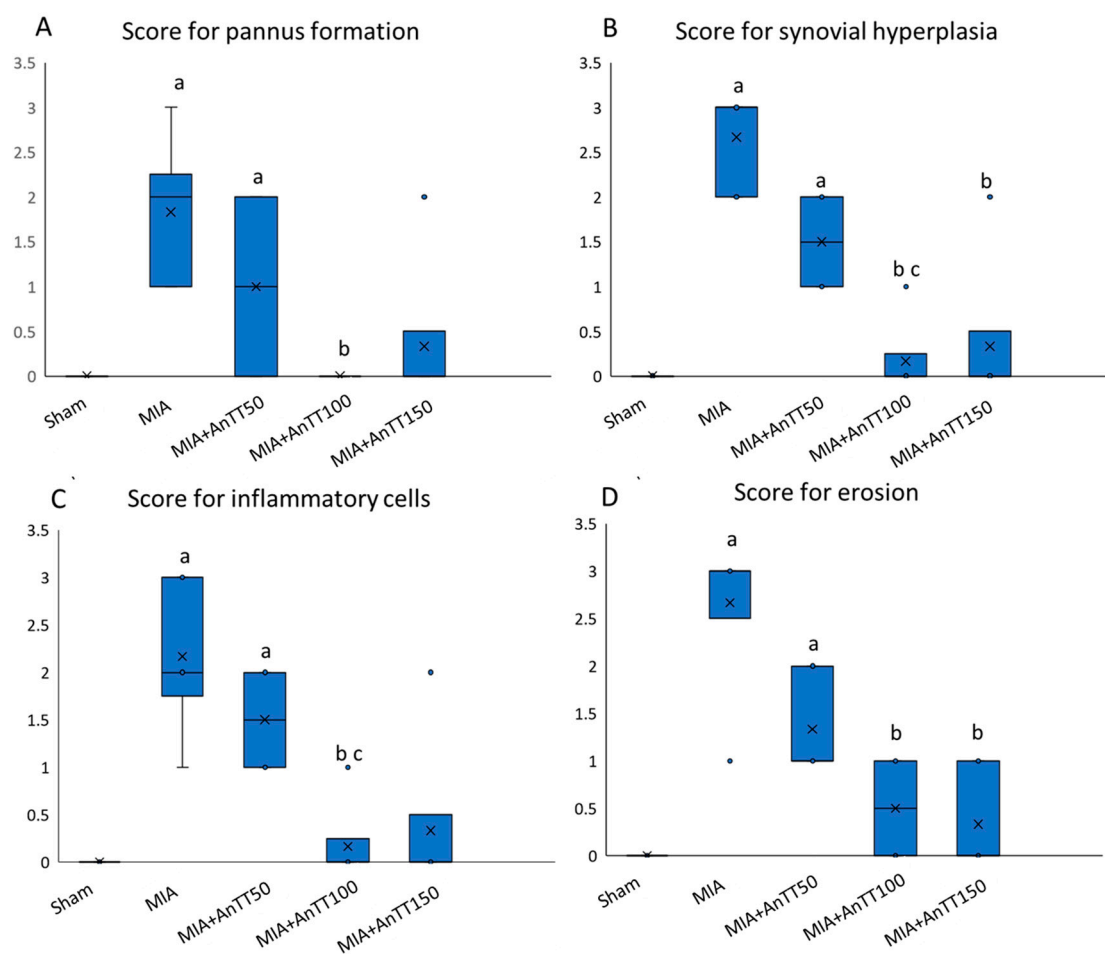 A
Score for pannus formation
3.5
3
2.5
2
1.5
1
0.5
0
a
a
b
Sham
MIA
MIA+AnTT50
MIA+AnTT100
MIA+AnTT150
B
Score for synovial hyperplasia
3.5
3
2.5
2
1.5
1
0.5
0
a
a
b c
b
Sham
MIA
MIA+AnTT50
MIA+AnTT100
MIA+AnTT150
C
Score for inflammatory cells
3.5
3
2.5
2
1.5
1
0.5
0
a
a
b c
Sham
MIA
MIA+AnTT50
MIA+AnTT100
MIA+AnTT150
D
Score for erosion
3.5
3
2.5
2
1.5
1
0.5
0
a
a
b
b
Sham
MIA
MIA+AnTT50
MIA+AnTT100
MIA+AnTT150